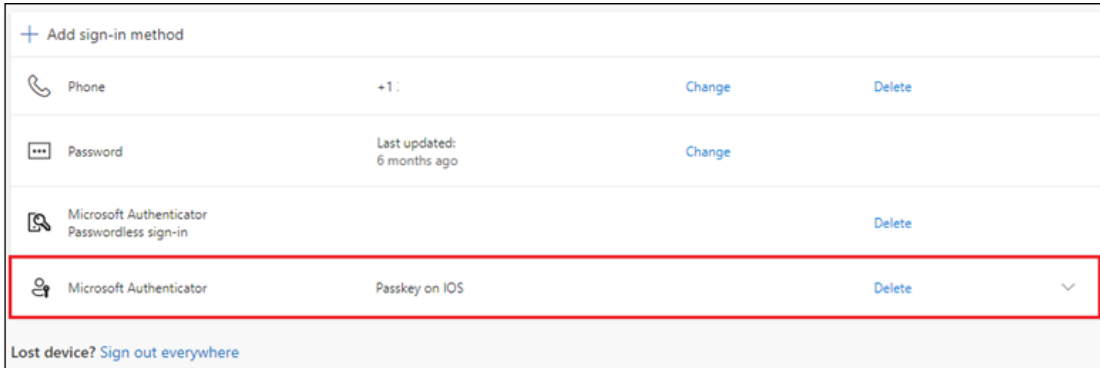 Add sign-in method
Phone +1 Change Delete
Password Last updated: 6 months ago Change
Microsoft Authenticator
Passwordless sign-in Delete
Microsoft Authenticator Passkey on IOS Delete
Lost device? Sign out everywhere